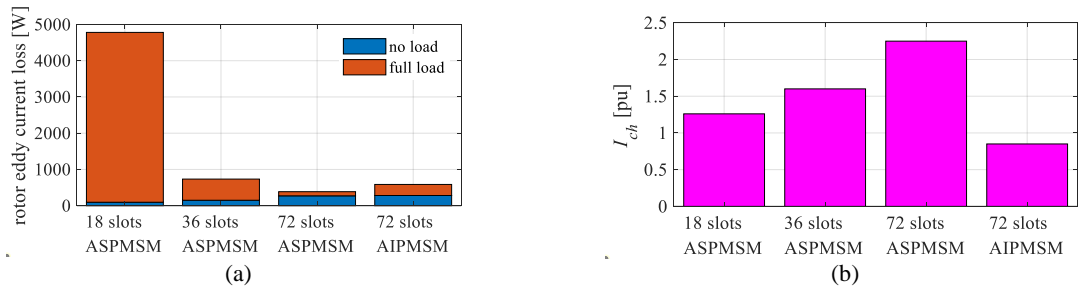 rotor eddy current loss [W]
5000
4000
3000
2000
1000
0
no load
full load
18 slots 36 slots 72 slots 72 slots
ASPMSM ASPMSM ASPMSM AIPMSM
(a)
I_ch [pu]
2.5
2
1.5
1
0.5
0
18 slots 36 slots 72 slots 72 slots
ASPMSM ASPMSM ASPMSM AIPMSM
(b)